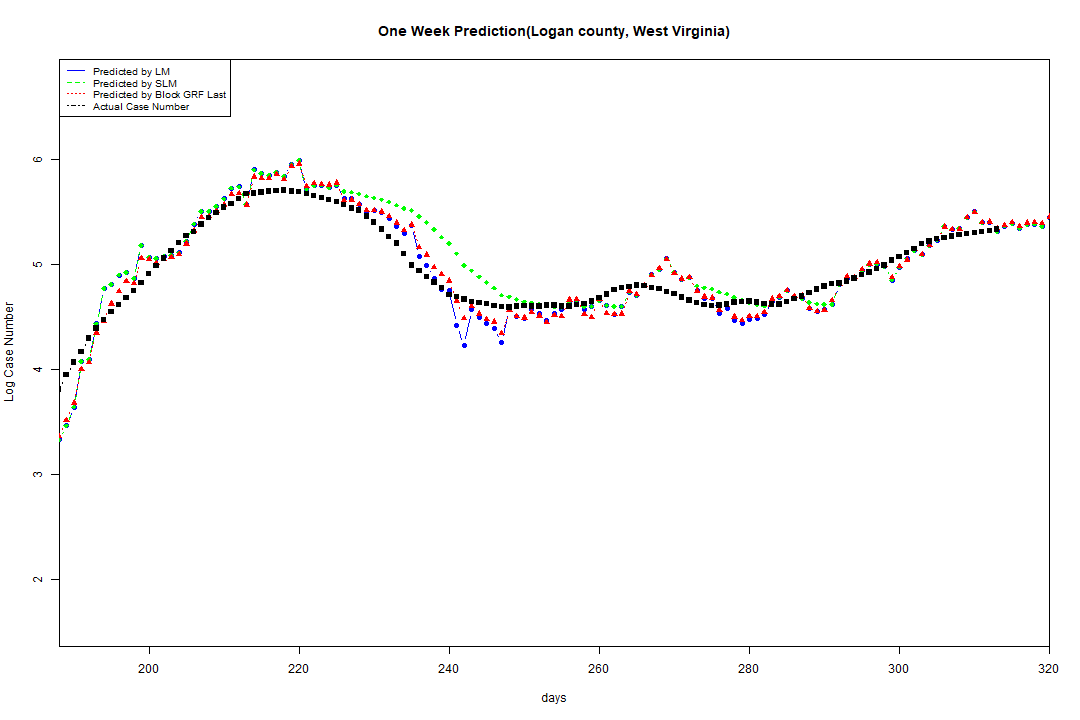 One Week Prediction(Logan county, West Virginia)
Predicted by LM
Predicted by SLM
Predicted by Block GRF Last
Actual Case Number
6
5
4
3
2
Log Case Number
200 220 240 260 280 300 320
days